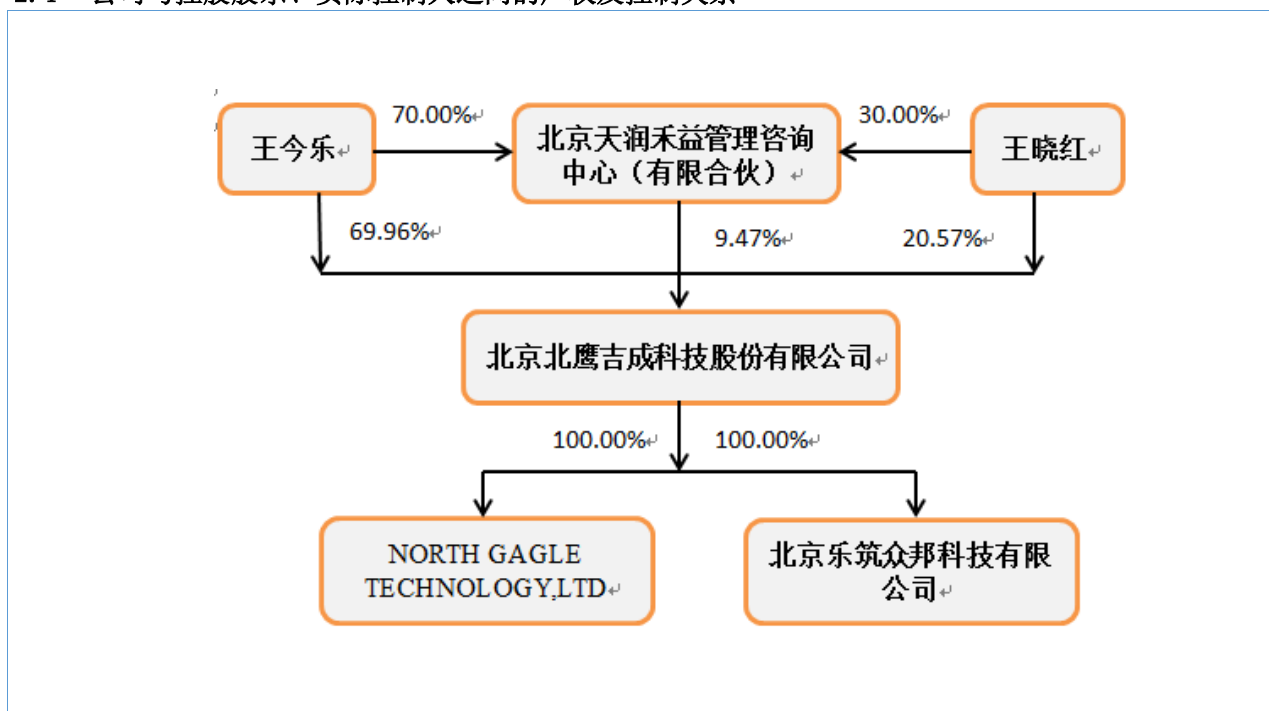 70.00%
30.00%
王今乐
北京天润禾益管理咨询
中心（有限合伙）
王晓红
69.96%
9.47%
20.57%
北京北鹰吉成科技股份有限公司
100.00%
100.00%
NORTH GAGLE
TECHNOLOGY,LTD
北京乐筑众邦科技有限
公司